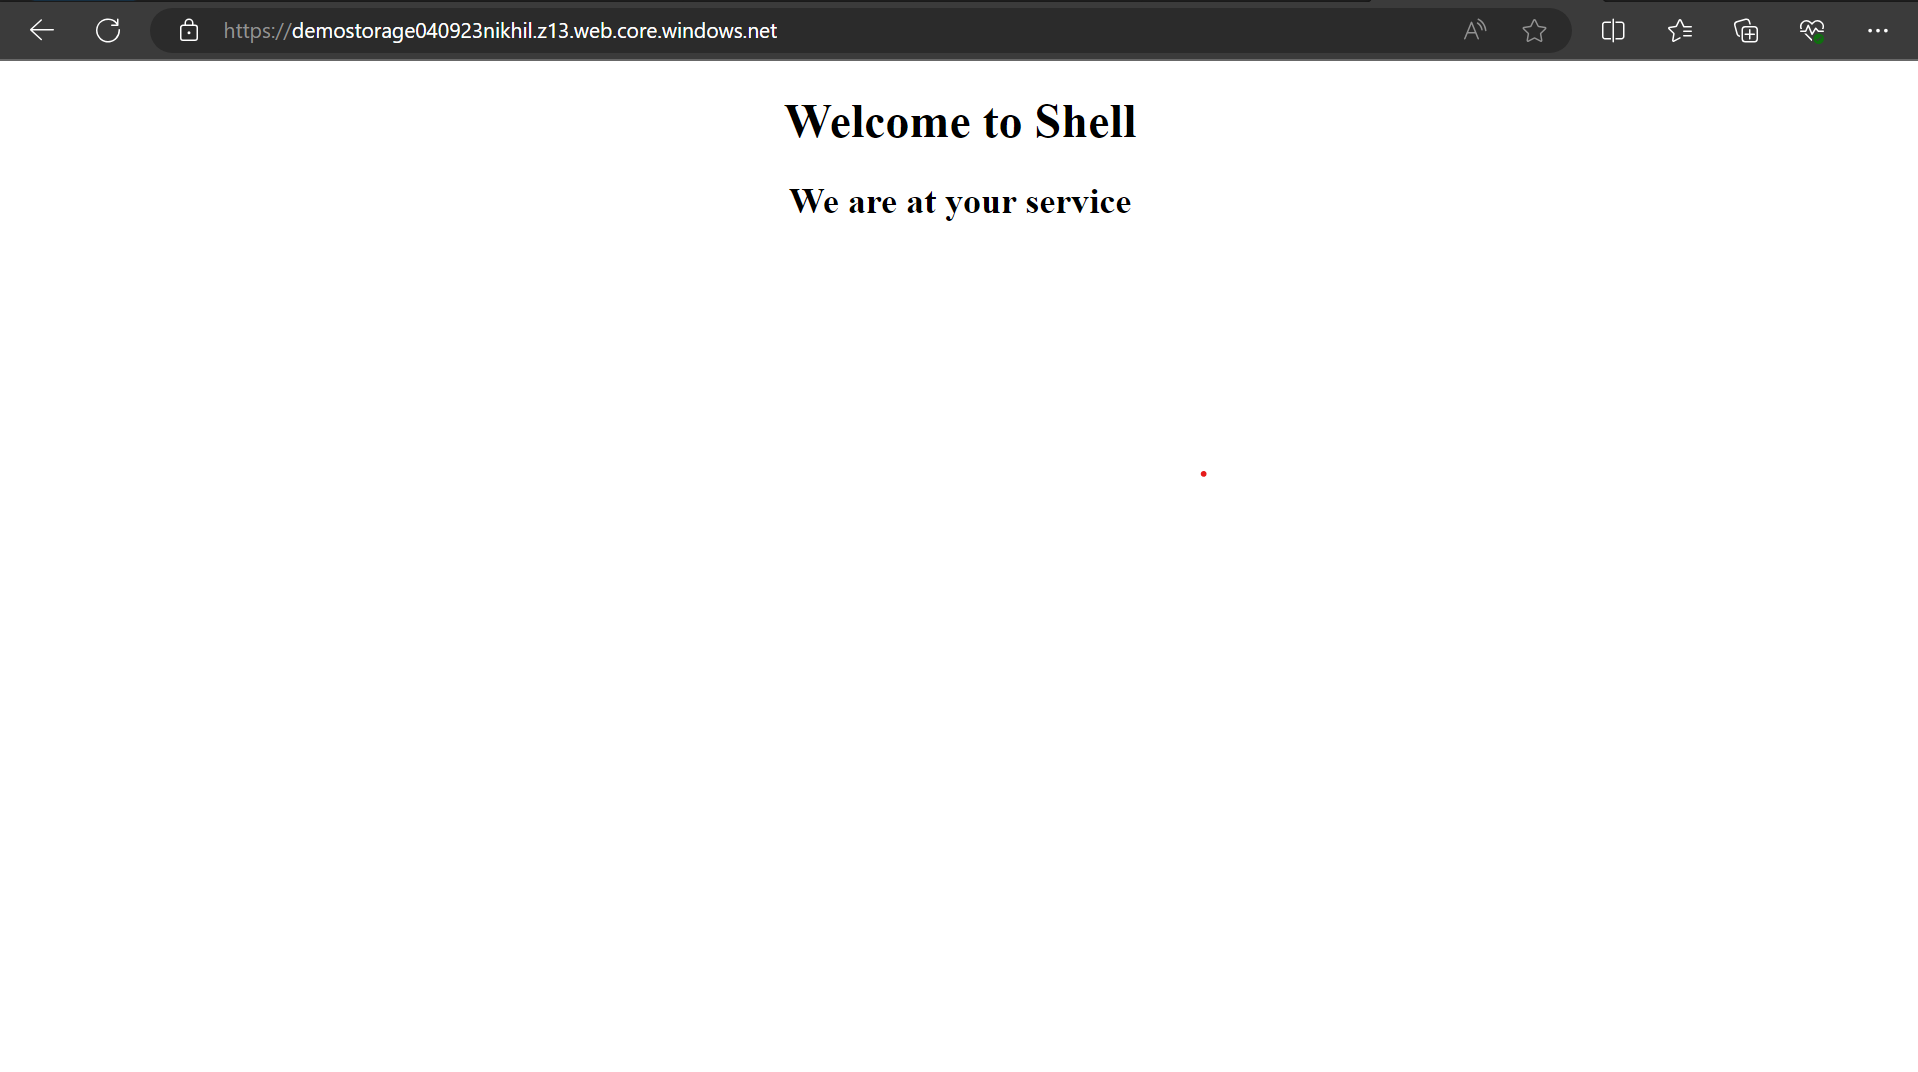 https://demostorage040923nikhil.z13.web.core.windows.net
Welcome to Shell
We are at your service